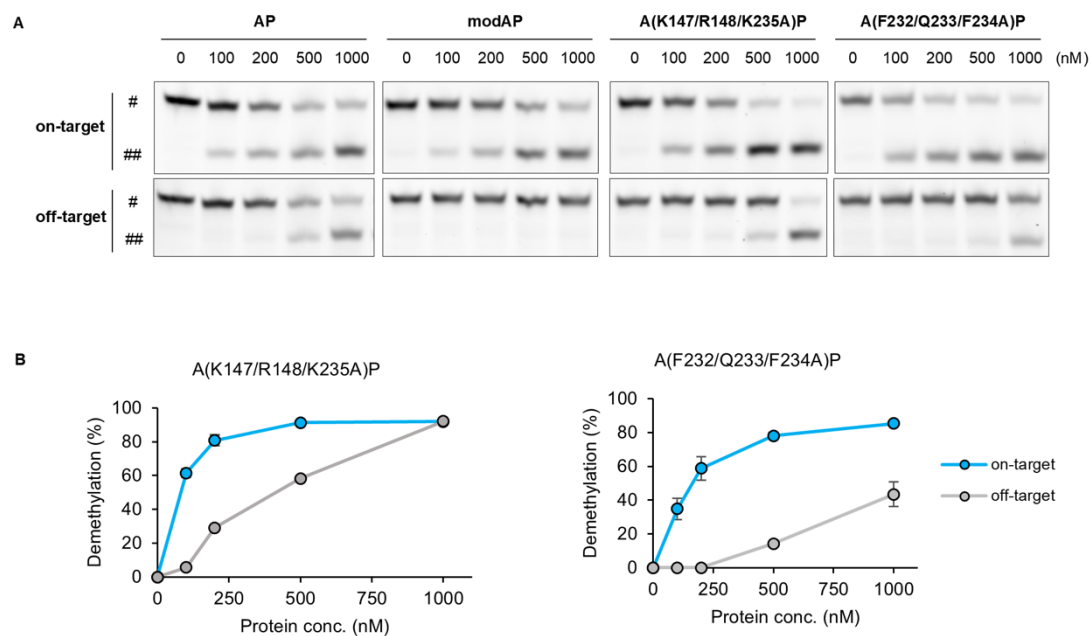 A
AP modAP A(K147/R148/K235A)P A(F232/Q233/F234A)P
0 100 200 500 1000 0 100 200 500 1000 0 100 200 500 1000 0 100 200 500 1000 (nM)
#
on-target
##
#
off-target
##
B
A(K147/R148/K235A)P
Demethylation (%)
100
80
60
40
20
0
0 250 500 750 1000
Protein conc. (nM)
A(F232/Q233/F234A)P
Demethylation (%)
100
80
60
40
20
0
0 250 500 750 1000
Protein conc. (nM)
on-target
off-target